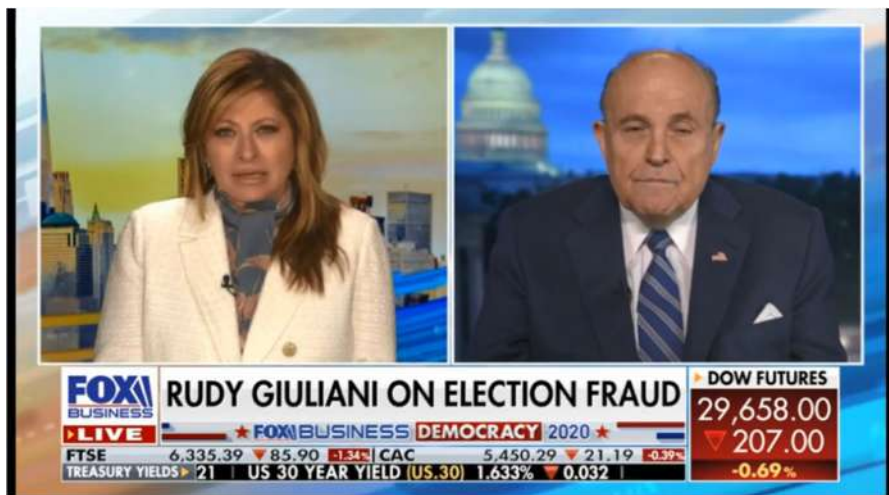 FOX
BUSINESS
LIVE
RUDY GIULIANI ON ELECTION FRAUD
FOX BUSINESS DEMOCRACY 2020
DOW FUTURES
29,658.00
▼207.00
-0.69%
FTSE 6,335.39 ▼85.90 -1.34% CAC 5,450.29 ▼21.19 -0.39%
TREASURY YIELDS 21 US 30 YEAR YIELD (US.30) 1.633% ▼0.032